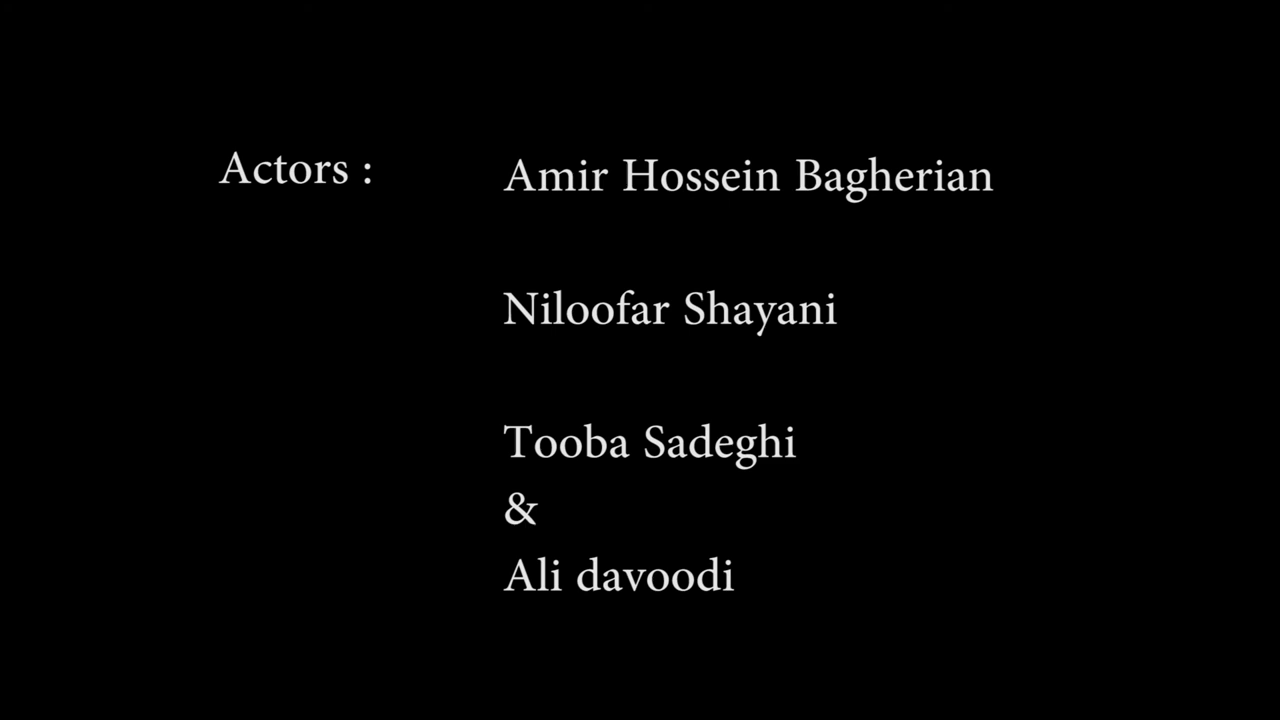 Actors : Amir Hossein Bagherian
Niloofar Shayani
Tooba Sadeghi
&
Ali davoodi